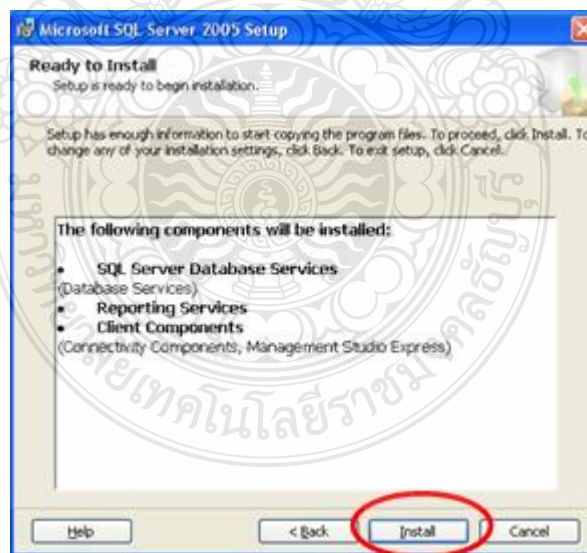 Microsoft SQL Server 2005 Setup
Ready to Install
Setup is ready to begin installation.
Setup has enough information to start copying the program files. To proceed, click Install. To
change any of your installation settings, click Back. To exit setup, click Cancel.
The following components will be installed:
• SQL Server Database Services
(Database Services)
• Reporting Services
• Client Components
(Connectivity Components, Management Studio Express)
Help
< Back
Install
Cancel